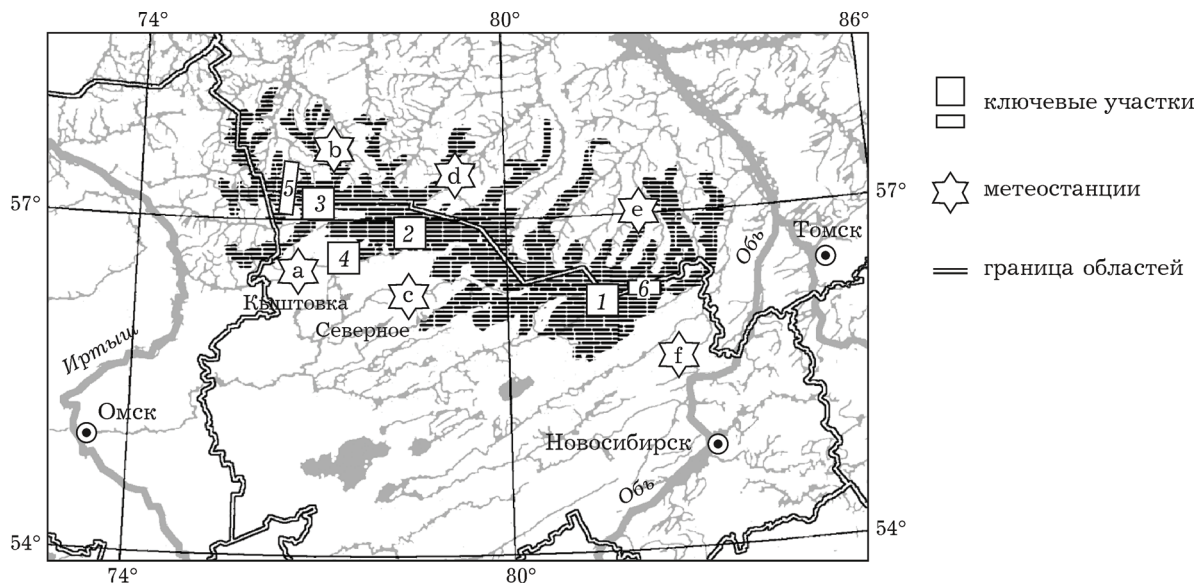 74°
80°
86°
ключевые участки
b
d
метеостанции
5
3
57°
57°
e
2
Обь
Томск
4
a
граница областей
c
6
1
Кыштовка
Северное
Иртыш
f
Омск
Новосибирск
Обь
54°
54°
74°
80°